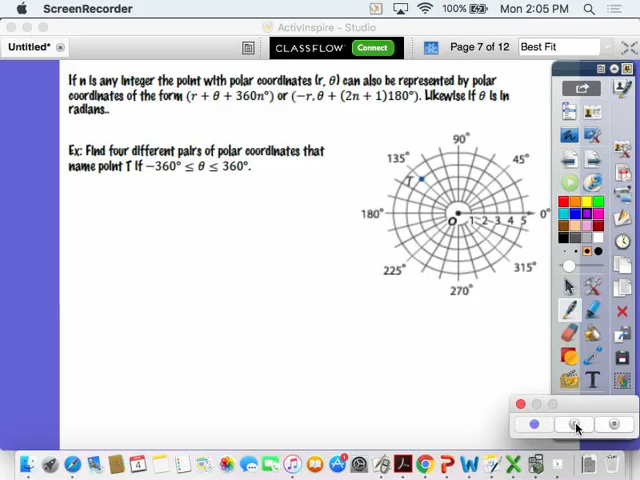 ScreenRecorder
100%
Mon 2:05 PM
ActivInspire - Studio
Untitled*
CLASSFLOW Connect
Page 7 of 12
Best Fit
If n is any integer the point with polar coordinates (r, θ) can also be represented by polar
coordinates of the form (r + θ + 360n°) or (−r, θ + (2n + 1)180°). Likewise if θ is in
radians..
Ex: Find four different pairs of polar coordinates that
name point T if −360° ≤ θ ≤ 360°.
90°
135°
45°
T
180°
O
1 2 3 4 5
0°
225°
315°
270°
T
4